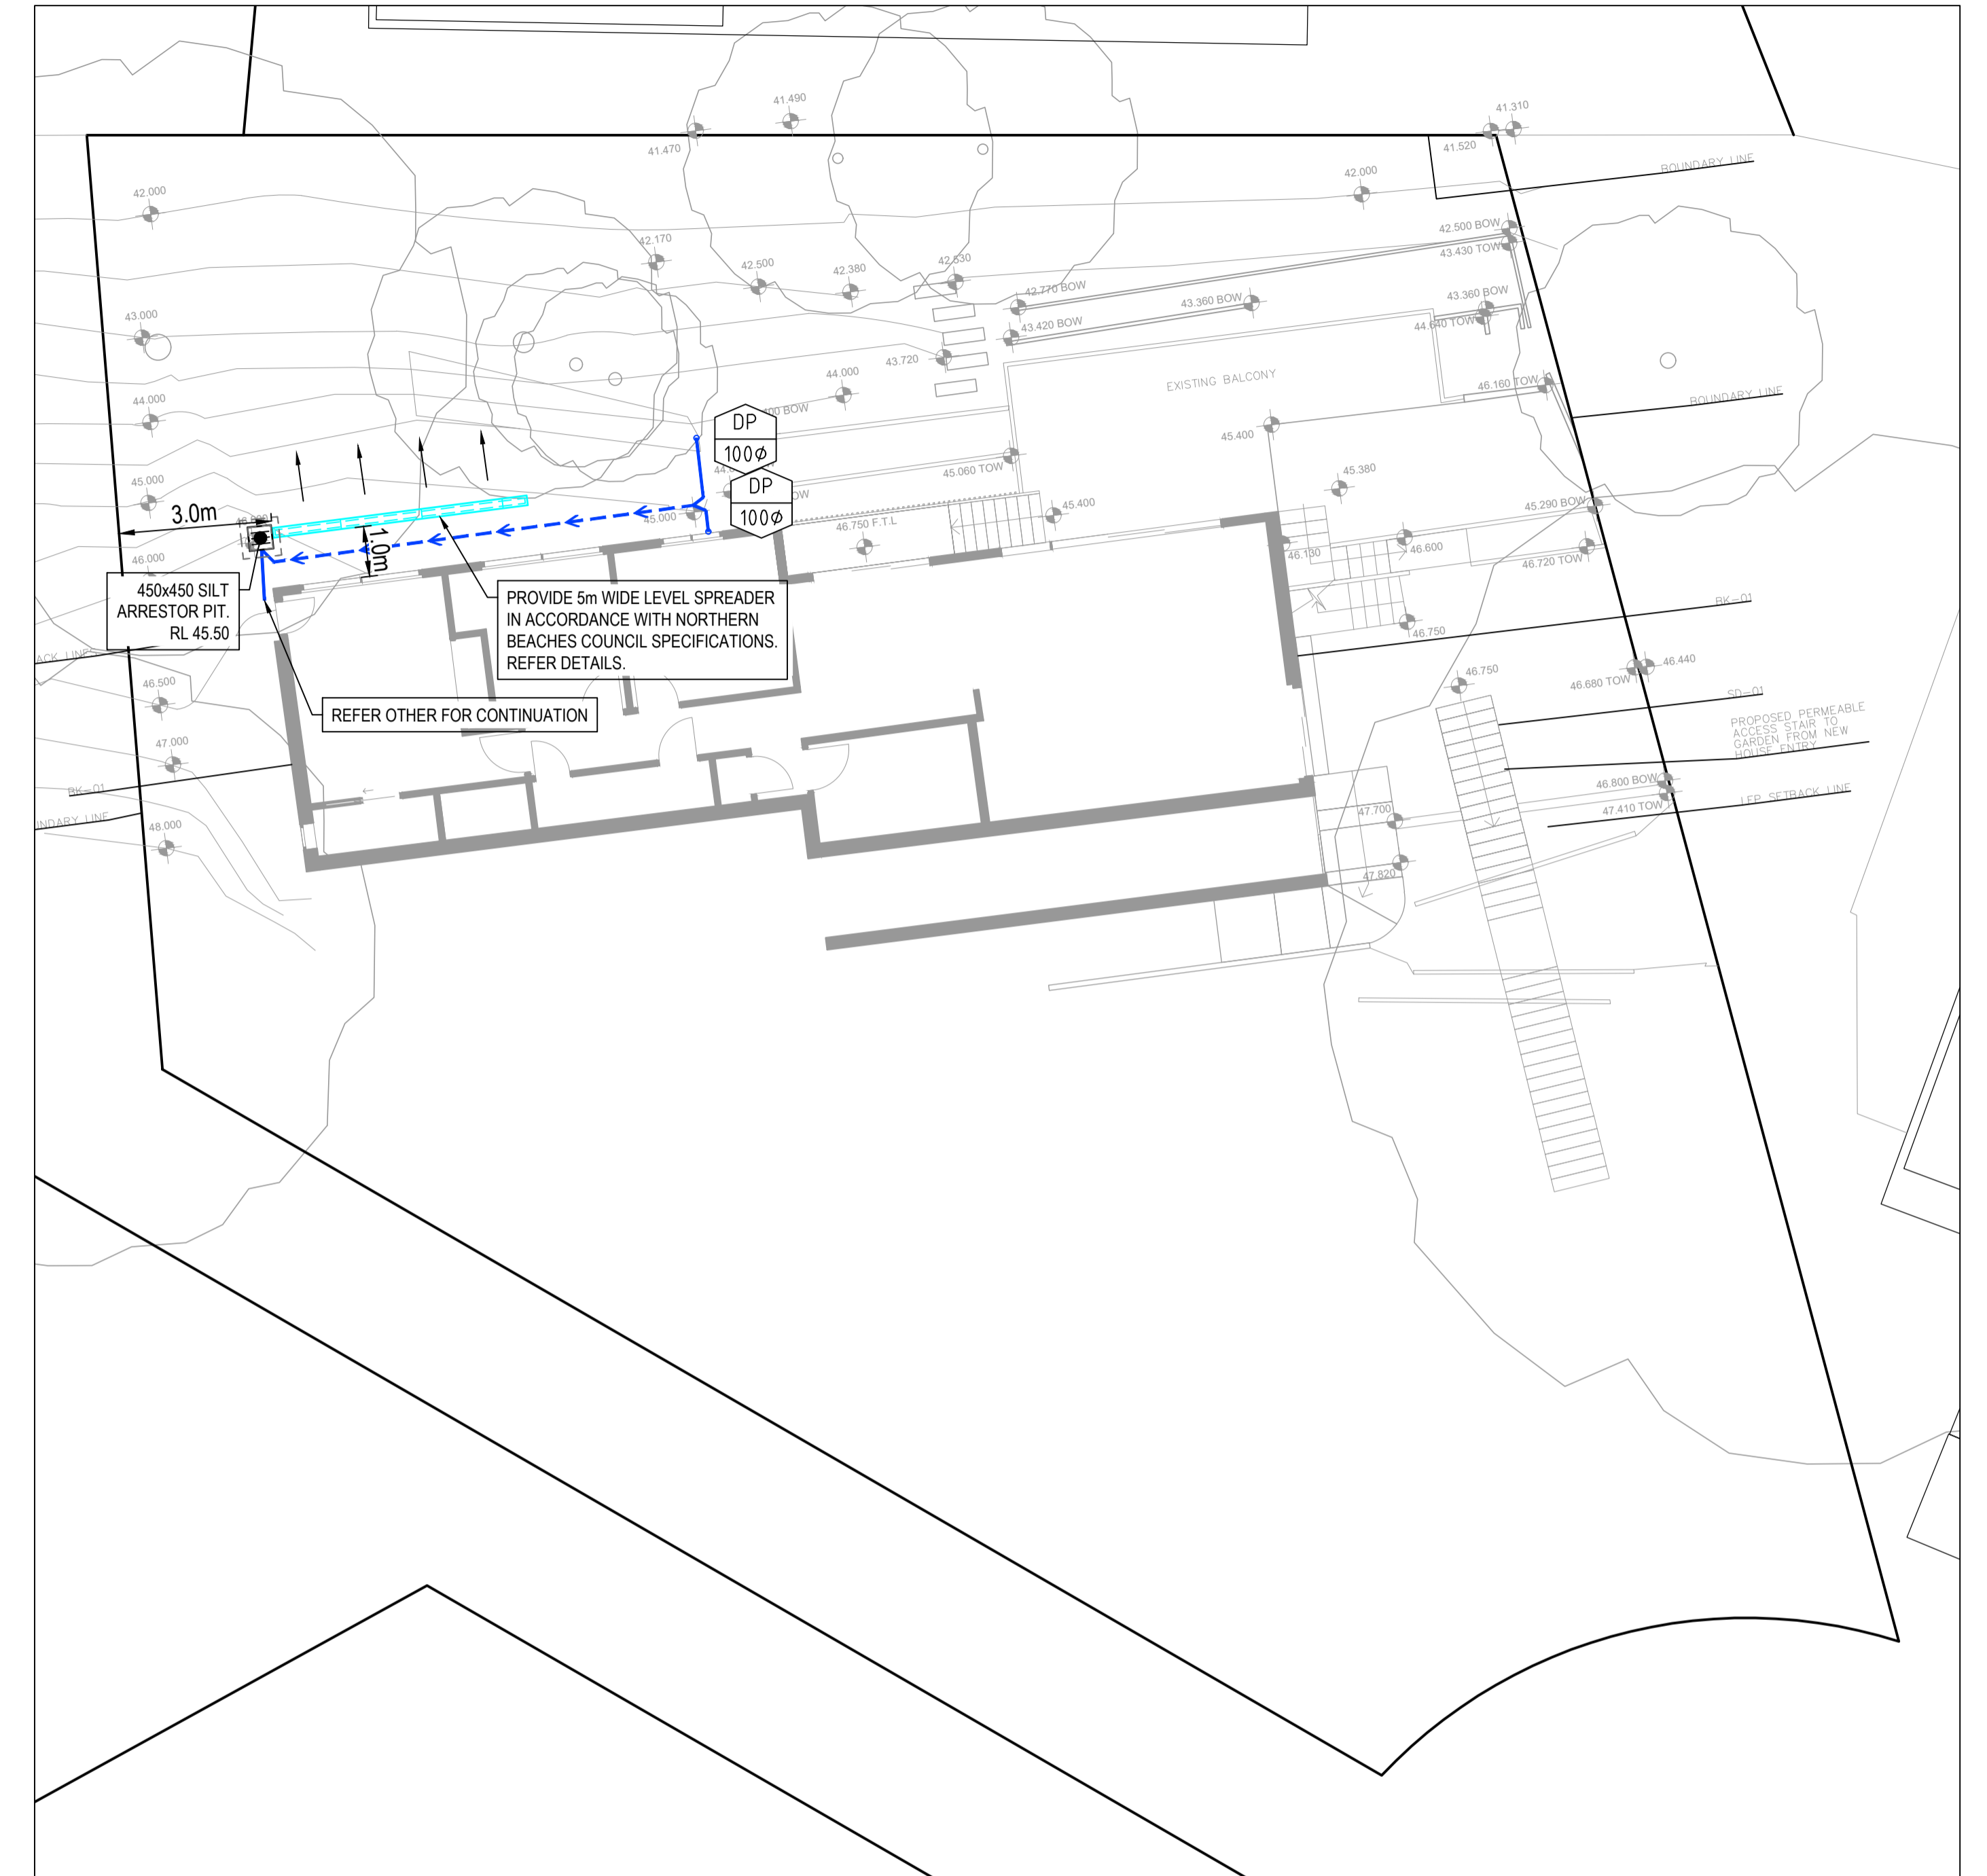 41.490
41.310
41.470
41.520
BOUNDARY LINE
42.000
42.000
42.500 BOW
43.430 TOW
42.170
42.500
42.380
42.530
42.770 BOW
43.360 BOW
43.360 BOW
43.000
43.420 BOW
44.640 TOW
43.720
EXISTING BALCONY
46.160 TOW
BOUNDARY LINE
44.000
44.000
DP
100Ø
45.400
45.060 TOW
45.380
DP
100Ø
45.000
3.0m
45.000
46.750 F.T.L
45.400
45.290 BOW
46.000
1.0m
46.130
46.600
46.720 TOW
450x450 SILT
ARRESTOR PIT.
RL 45.50
PROVIDE 5m WIDE LEVEL SPREADER
IN ACCORDANCE WITH NORTHERN
BEACHES COUNCIL SPECIFICATIONS.
REFER DETAILS.
BK-01
46.750
ACK LINE
46.750
46.440
46.680 TOW
46.500
SD-01
REFER OTHER FOR CONTINUATION
PROPOSED PERMEABLE
ACCESS STAIR TO
GARDEN FROM NEW
HOUSE ENTRY
47.000
BK-01
46.800 BOW
47.410 TOW
LEP SETBACK LINE
47.700
NDARY LINE
48.000
47.820